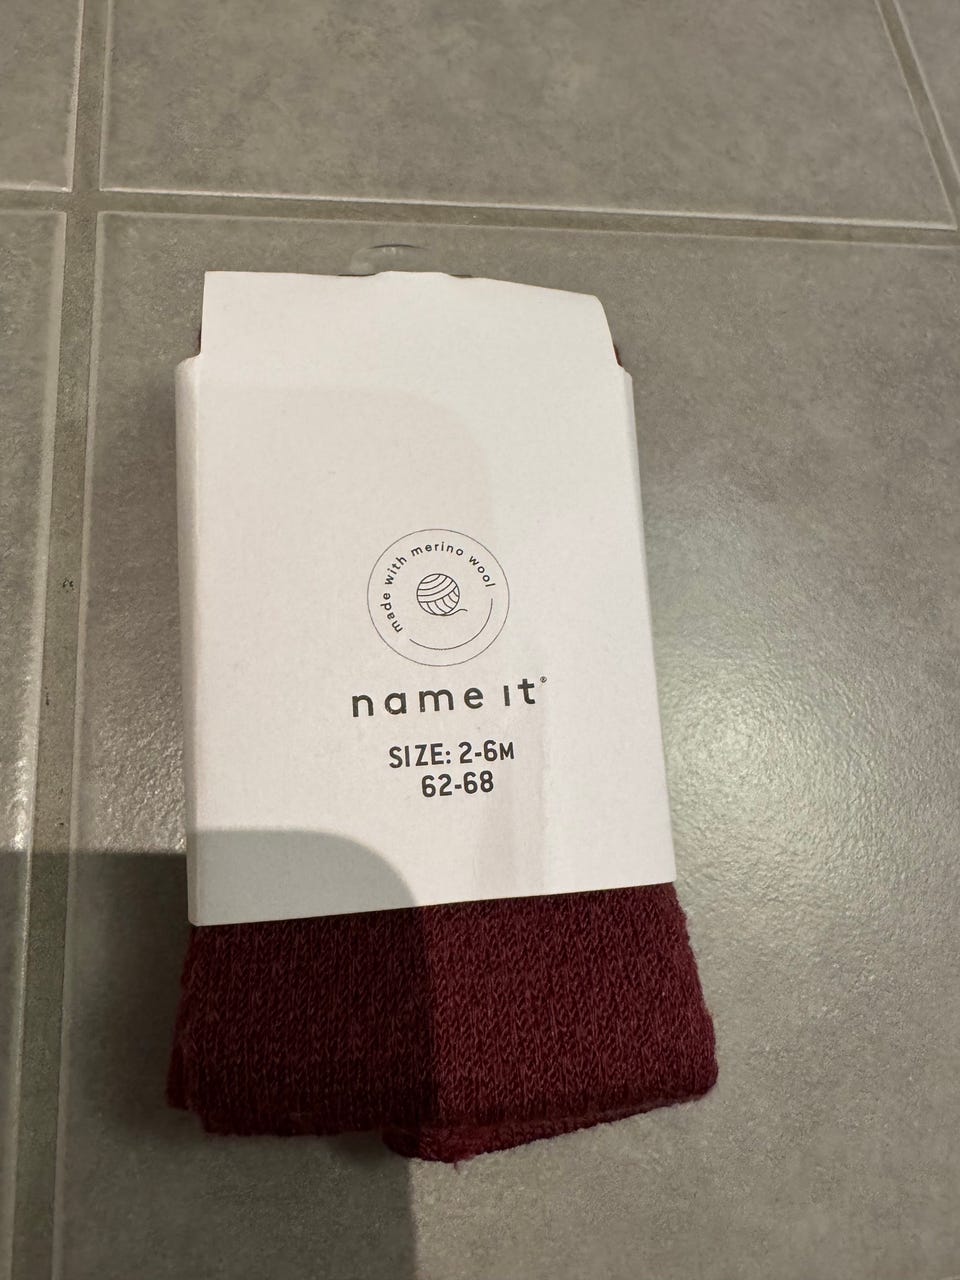 made with merino wool
name it®
SIZE: 2-6M
62-68